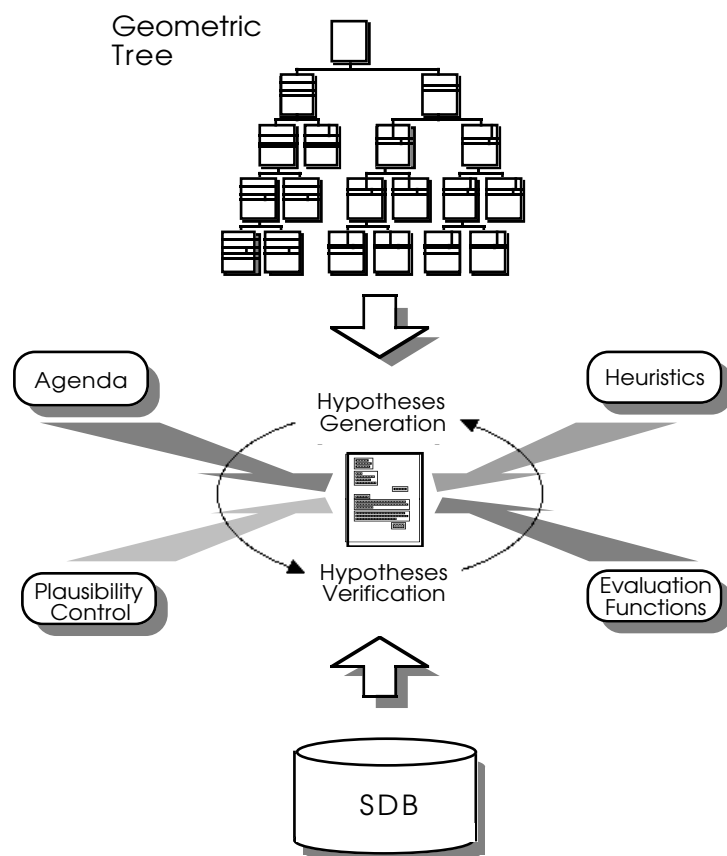 Geometric
Tree
Agenda
Heuristics
Hypotheses
Generation
Hypotheses
Verification
Plausibility
Control
Evaluation
Functions
SDB